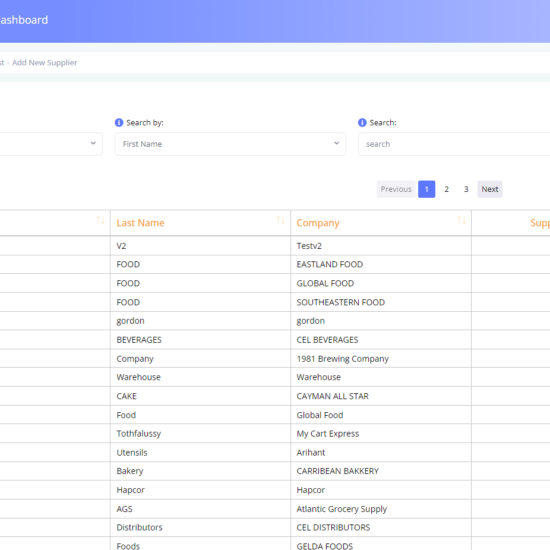 ashboard
st - Add New Supplier
Search by: Search:
First Name search
Previous 1 2 3 Next
Last Name Company Supp
V2 Testv2
FOOD EASTLAND FOOD
FOOD GLOBAL FOOD
FOOD SOUTHEASTERN FOOD
gordon gordon
BEVERAGES CEL BEVERAGES
Company 1981 Brewing Company
Warehouse Warehouse
CAKE CAYMAN ALL STAR
Food Global Food
Tothfalussy My Cart Express
Utensils Arihant
Bakery CARRIBEAN BAKKERY
Hapcor Hapcor
AGS Atlantic Grocery Supply
Distributors CEL DISTRIBUTORS
Foods GELDA FOODS